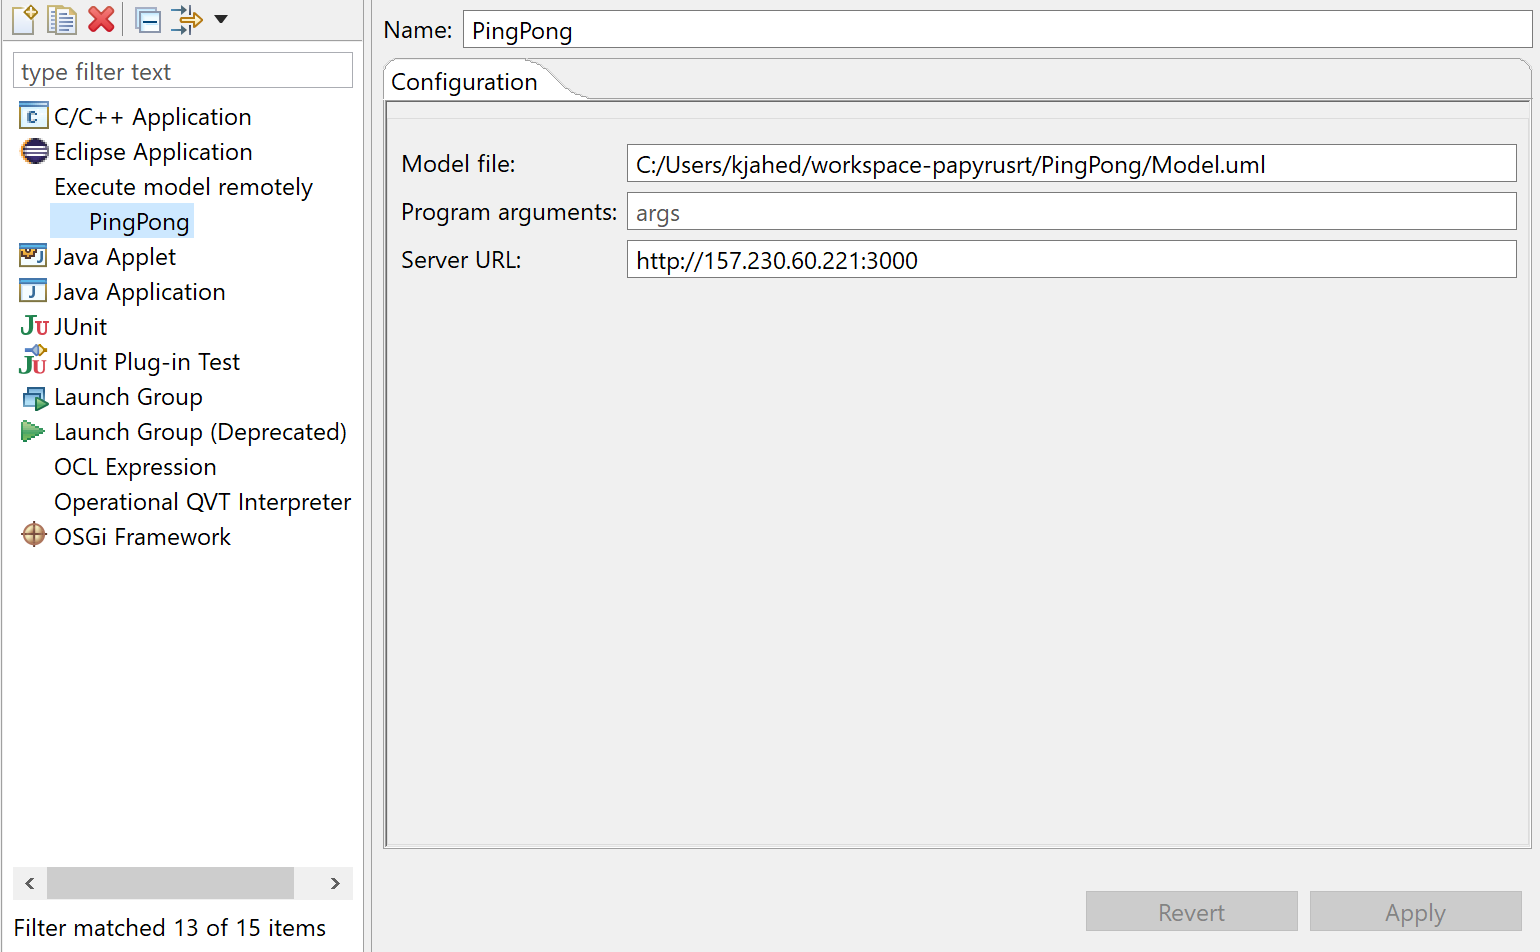 type filter text
C/C++ Application
Eclipse Application
Execute model remotely
PingPong
Java Applet
Java Application
JUnit
JUnit Plug-in Test
Launch Group
Launch Group (Deprecated)
OCL Expression
Operational QVT Interpreter
OSGi Framework
Filter matched 13 of 15 items
Name: PingPong
Configuration
Model file: C:/Users/kjahed/workspace-papyrusrt/PingPong/Model.uml
Program arguments: args
Server URL: http://157.230.60.221:3000
Revert Apply